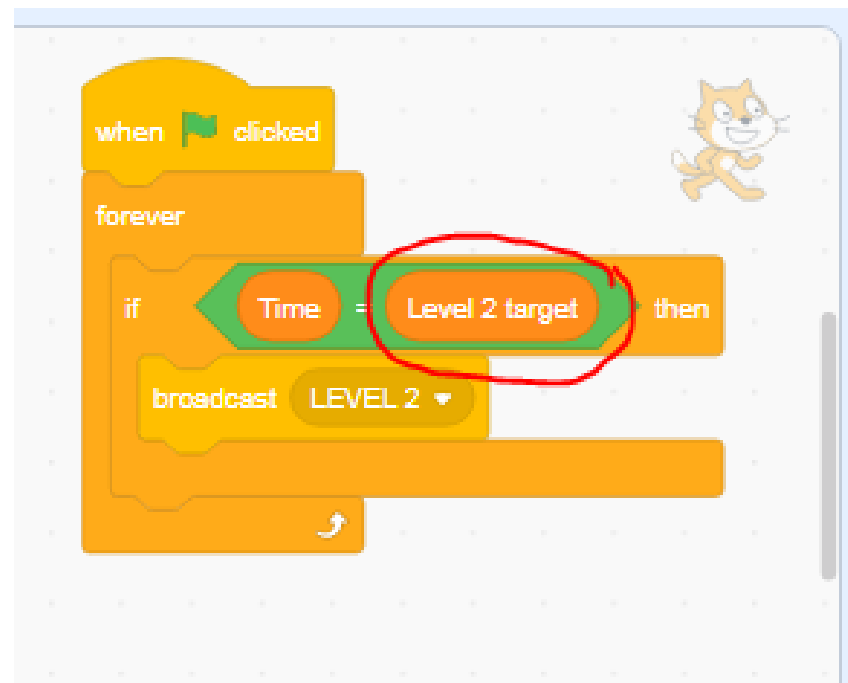 when clicked
forever
if Time = Level 2 target then
broadcast LEVEL 2